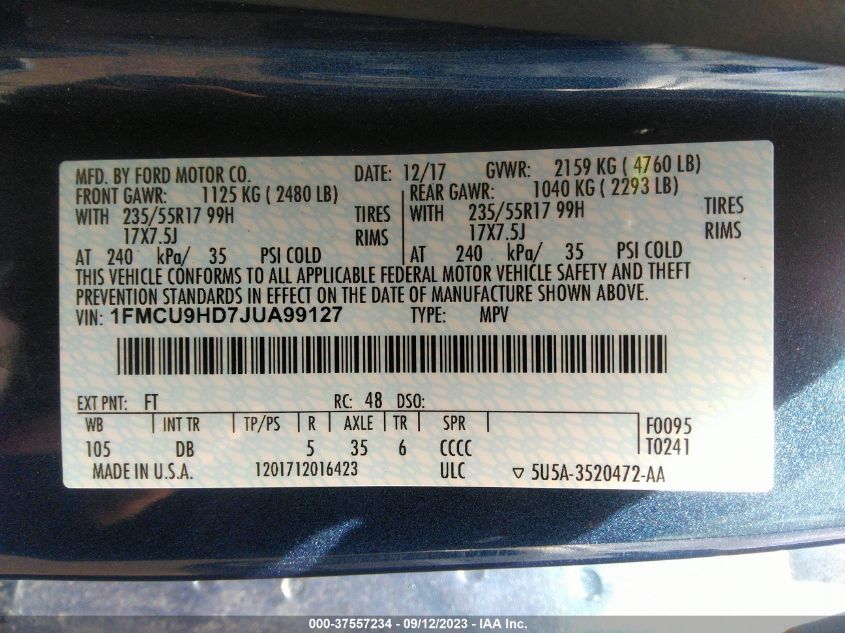 MFD. BY FORD MOTOR CO. DATE: 12/17 GVWR: 2159 KG ( 4760 LB)
FRONT GAWR: 1125 KG ( 2480 LB) REAR GAWR: 1040 KG ( 2293 LB)
WITH 235/55R17 99H TIRES WITH 235/55R17 99H TIRES
17X7.5J RIMS 17X7.5J RIMS
AT 240 kPa/ 35 PSI COLD AT 240 kPa/ 35 PSI COLD
THIS VEHICLE CONFORMS TO ALL APPLICABLE FEDERAL MOTOR VEHICLE SAFETY AND THEFT
PREVENTION STANDARDS IN EFFECT ON THE DATE OF MANUFACTURE SHOWN ABOVE.
VIN: 1FMCU9HD7JUA99127 TYPE: MPV
EXT PNT: FT RC: 48 DSO:
WB INT TR TP/PS R AXLE TR SPR F0095
105 DB 5 35 6 CCCC T0241
MADE IN U.S.A. 1201712016423 ULC ▽ 5U5A-3520472-AA
000-37557234 - 09/12/2023 - IAA Inc.